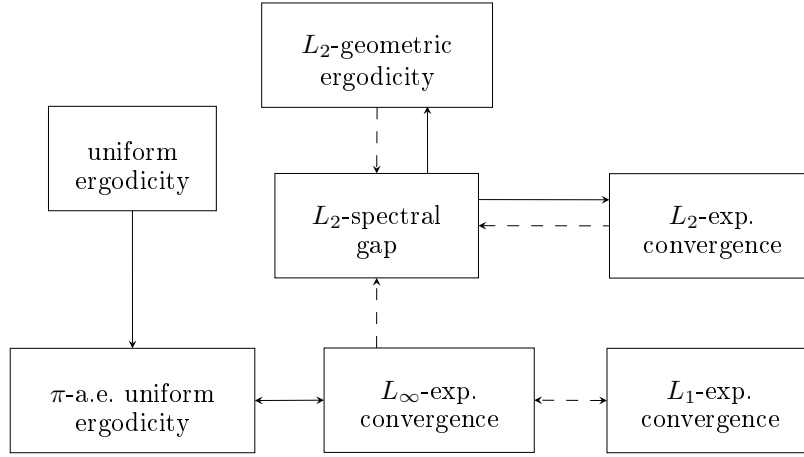 L₂-geometric
ergodicity
uniform
ergodicity
L₂-spectral
gap
L₂-exp.
convergence
π-a.e. uniform
ergodicity
L∞-exp.
convergence
L₁-exp.
convergence